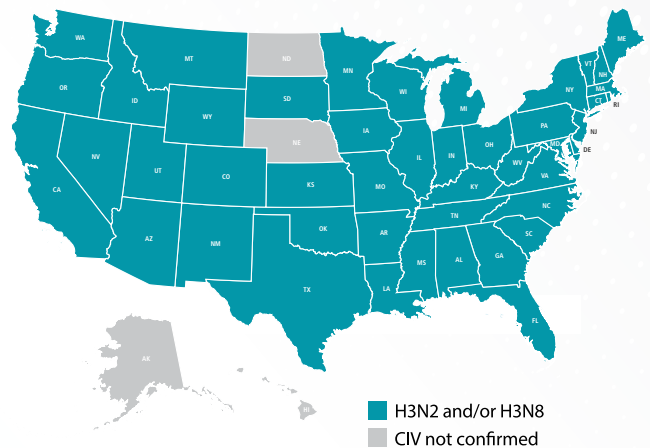 WA
MT
ND
MN
ME
VT
NH
OR
ID
SD
WI
NY
MA
CT
RI
WY
MI
IA
PA
NJ
NE
NV
UT
CO
IL
IN
OH
MD
DE
WV
VA
CA
KS
MO
KY
NC
AZ
NM
OK
AR
TN
SC
MS
AL
GA
TX
LA
FL
AK
HI
H3N2 and/or H3N8
CIV not confirmed